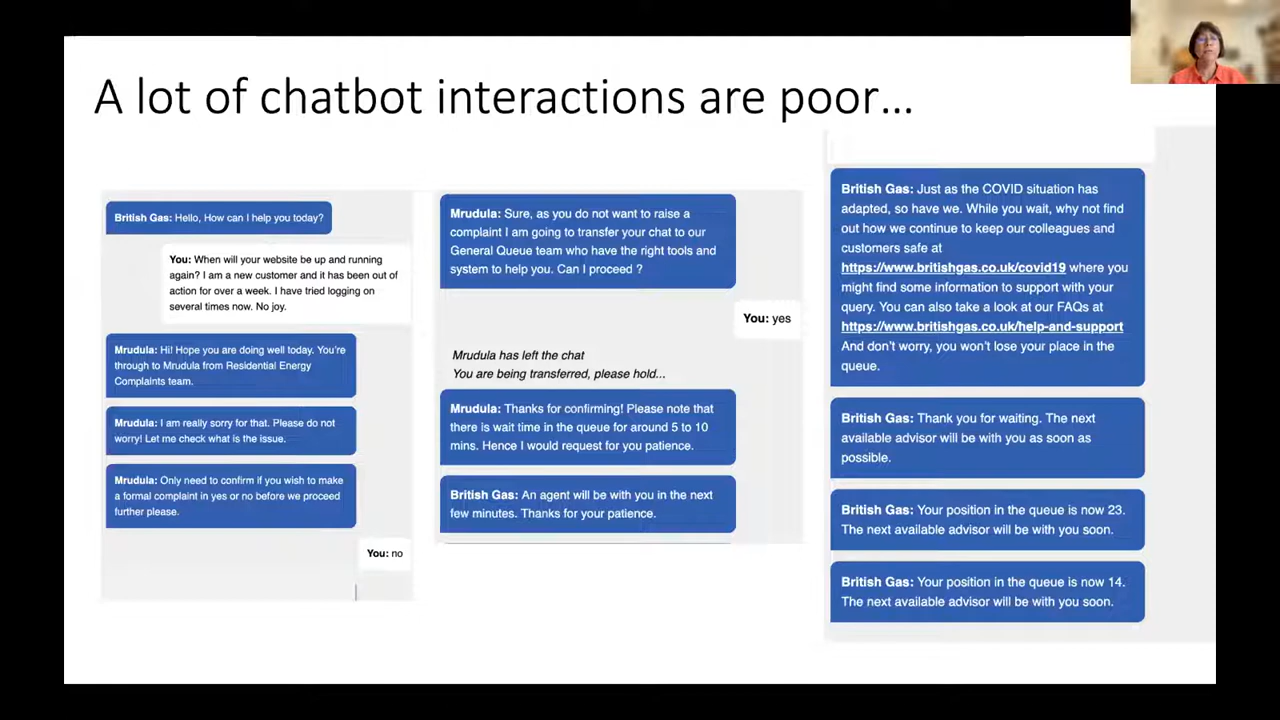 A lot of chatbot interactions are poor...
British Gas: Hello, How can I help you today?
You: When will your website be up and running
again? I am a new customer and it has been out of
action for over a week. I have tried logging on
several times now. No joy.
Mrudula: Hi! Hope you are doing well today. You're
through to Mrudula from Residential Energy
Complaints team.
Mrudula: I am really sorry for that. Please do not
worry! Let me check what is the issue.
Mrudula: Only need to confirm if you wish to make
a formal complaint in yes or no before we proceed
further please.
You: no
Mrudula: Sure, as you do not want to raise a
complaint I am going to transfer your chat to our
General Queue team who have the right tools and
system to help you. Can I proceed ?
You: yes
Mrudula has left the chat
You are being transferred, please hold...
Mrudula: Thanks for confirming! Please note that
there is wait time in the queue for around 5 to 10
mins. Hence I would request for you patience.
British Gas: An agent will be with you in the next
few minutes. Thanks for your patience.
British Gas: Just as the COVID situation has
adapted, so have we. While you wait, why not find
out how we continue to keep our colleagues and
customers safe at
https://www.britishgas.co.uk/covid19 where you
might find some information to support with your
query. You can also take a look at our FAQs at
https://www.britishgas.co.uk/help-and-support
And don't worry, you won't lose your place in the
queue.
British Gas: Thank you for waiting. The next
available advisor will be with you as soon as
possible.
British Gas: Your position in the queue is now 23.
The next available advisor will be with you soon.
British Gas: Your position in the queue is now 14.
The next available advisor will be with you soon.